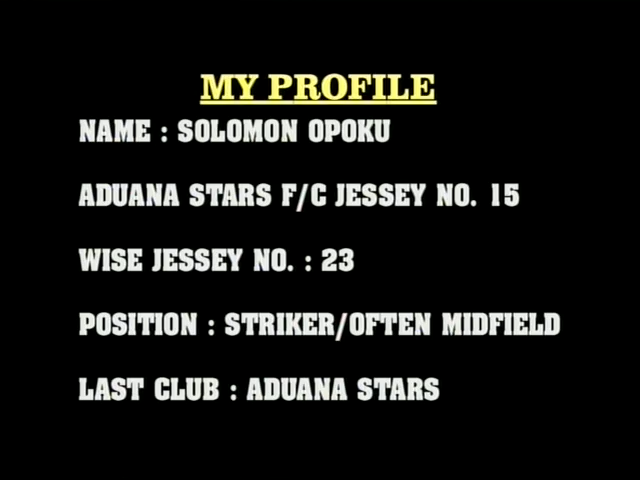 MY PROFILE
NAME : SOLOMON OPOKU
ADUANA STARS F/C JESSEY NO. 15
WISE JESSEY NO. : 23
POSITION : STRIKER/OFTEN MIDFIELD
LAST CLUB : ADUANA STARS